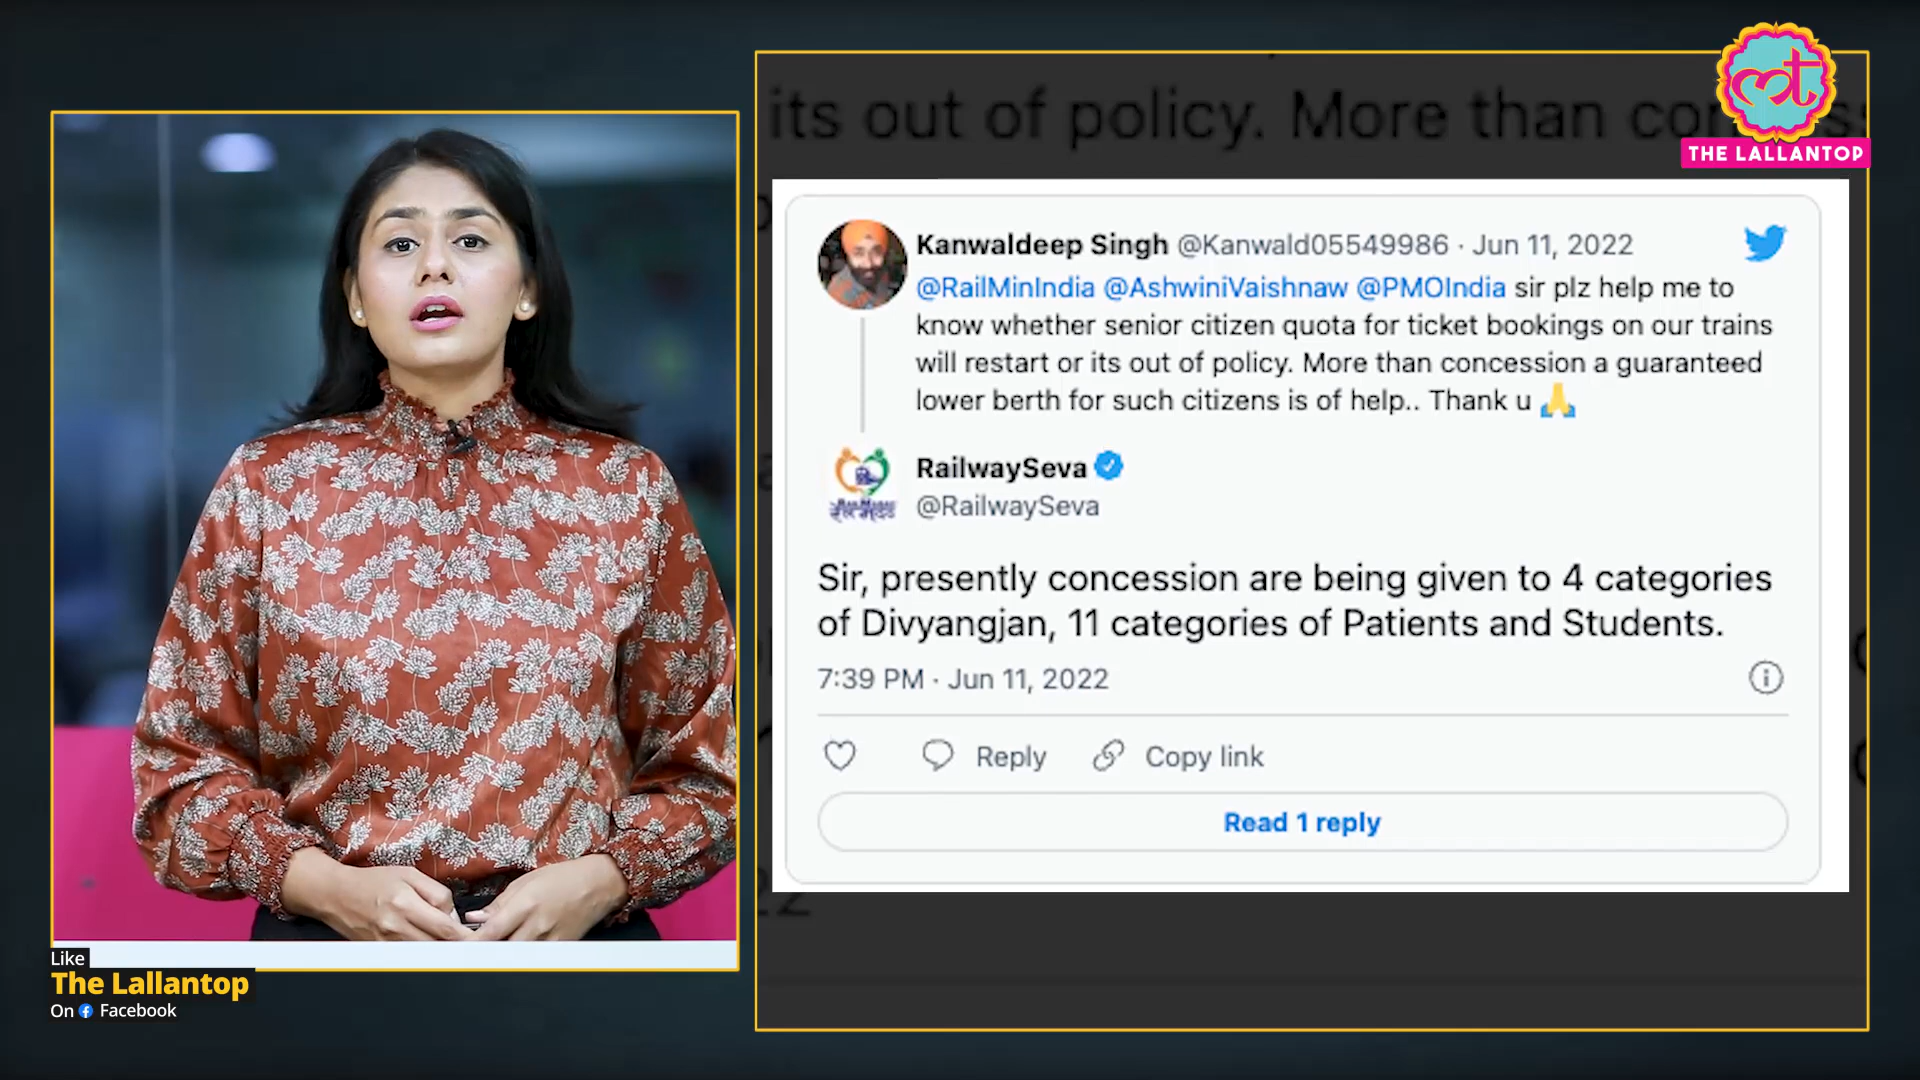 its out of policy. More than
THE LALLANTOP
Kanwaldeep Singh @Kanwald05549986 · Jun 11, 2022
@RailMinIndia @AshwiniVaishnaw @PMOIndia sir plz help me to
know whether senior citizen quota for ticket bookings on our trains
will restart or its out of policy. More than concession a guaranteed
lower berth for such citizens is of help.. Thank u 🙏
RailwaySeva
@RailwaySeva
Sir, presently concession are being given to 4 categories
of Divyangjan, 11 categories of Patients and Students.
7:39 PM · Jun 11, 2022
Reply
Copy link
Read 1 reply
Like
The Lallantop
On Facebook